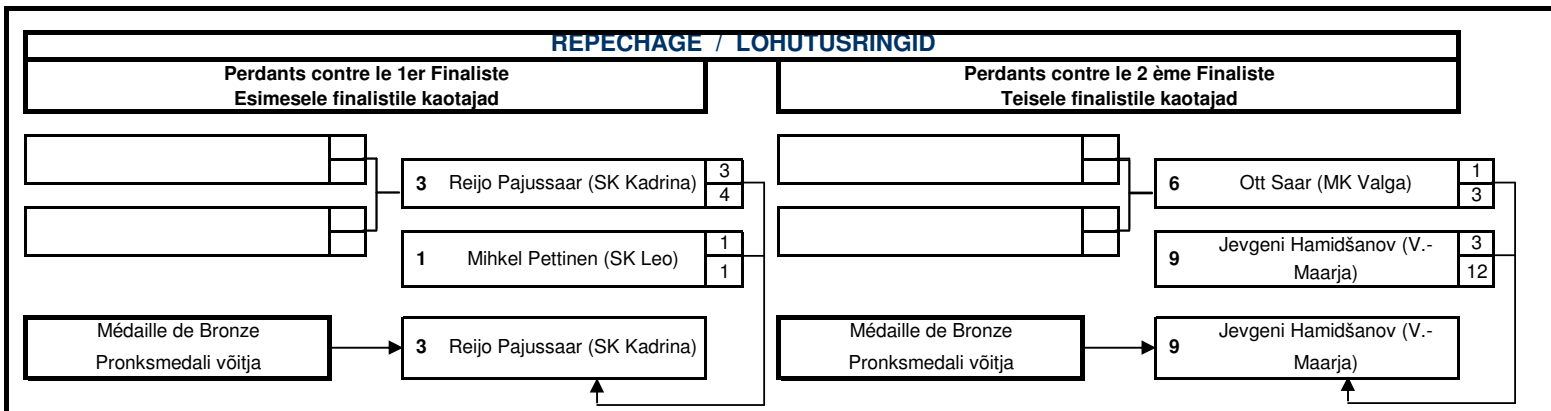 REPECHAGE / LOHUTUSRINGID
Perdants contre le 1er Finaliste
Esimesele finalistile kaotajad
Perdants contre le 2 ème Finaliste
Teisele finalistile kaotajad
3 Reijo Pajussaar (SK Kadrina) 3
4
1 Mihkel Pettinen (SK Leo) 1
1
Médaille de Bronze
Pronksmedali võitja
3 Reijo Pajussaar (SK Kadrina)
6 Ott Saar (MK Valga) 1
3
9 Jevgeni Hamidšanov (V.- 3
Maarja) 12
Médaille de Bronze
Pronksmedali võitja
9 Jevgeni Hamidšanov (V.-
Maarja)